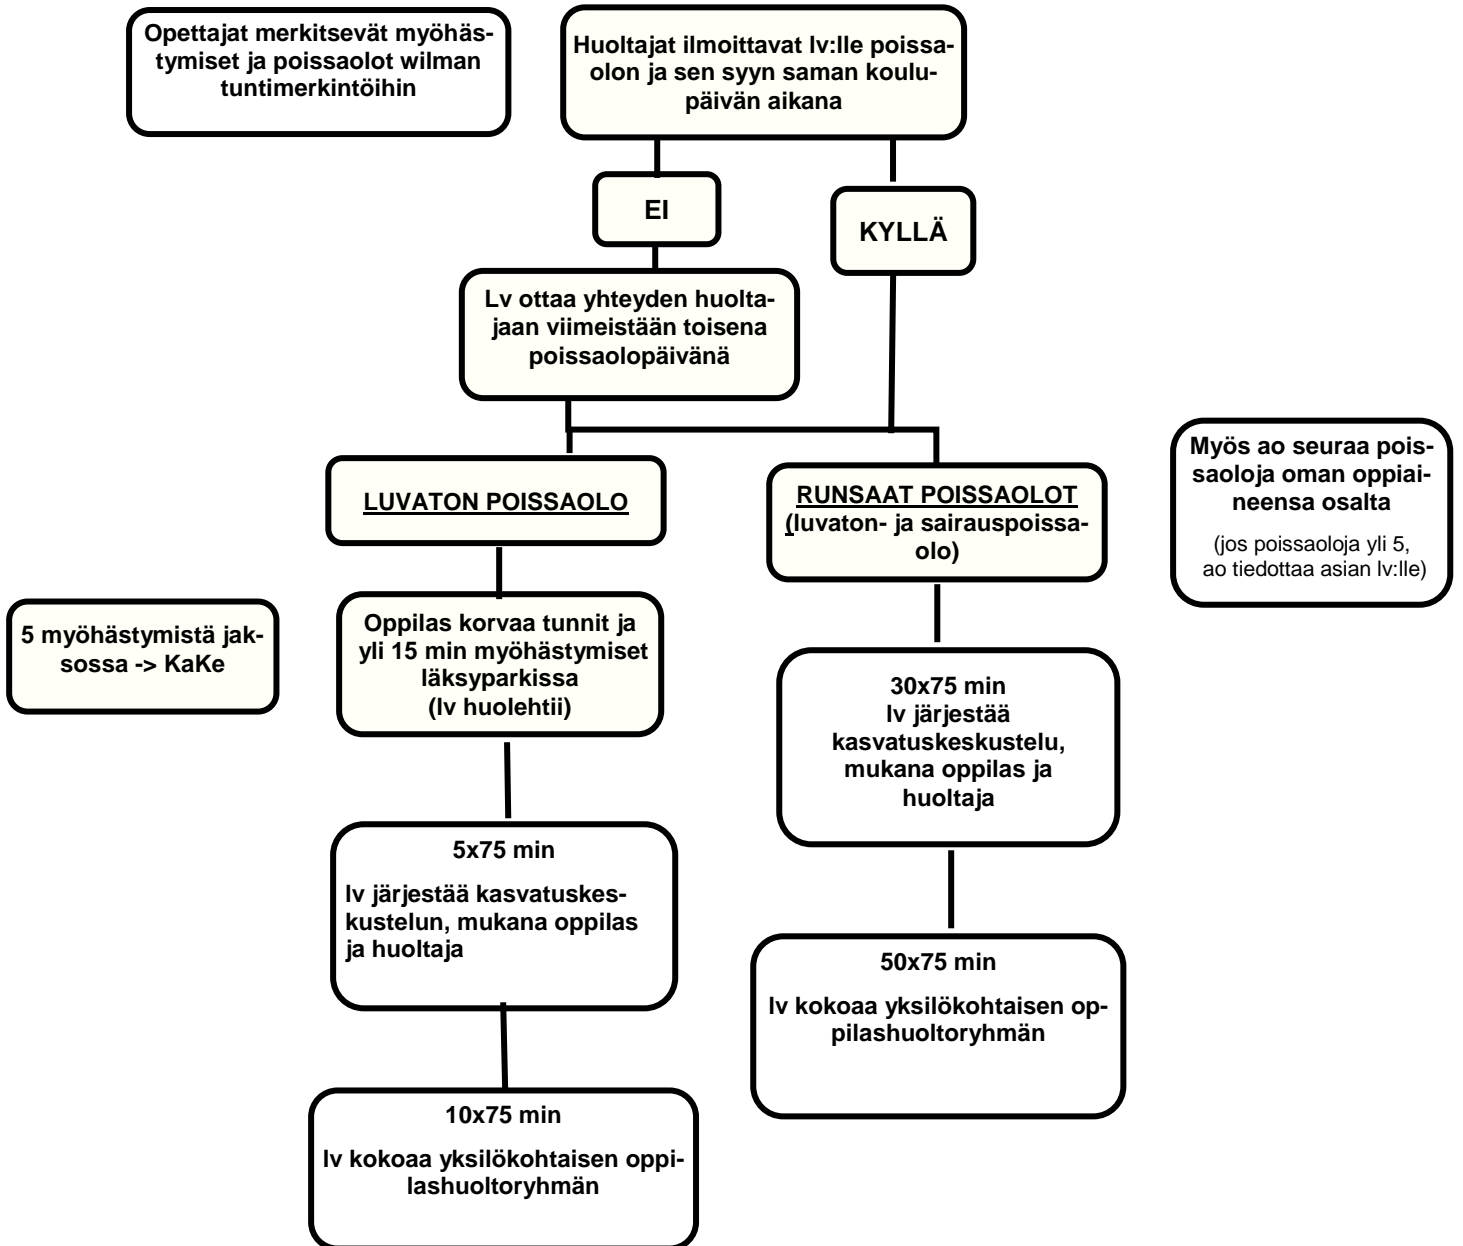 Opettajat merkitsevät myöhäs-
tymiset ja poissaolot wilman
tuntimerkintöihin
Huoltajat ilmoittavat lv:lle poissa-
olon ja sen syyn saman koulu-
päivän aikana
EI
KYLLÄ
Lv ottaa yhteyden huolta-
jaan viimeistään toisena
poissaolopäivänä
LUVATON POISSAOLO
RUNSAAT POISSAOLOT
(luvaton- ja sairauspoissa-
olo)
Myös ao seuraa pois-
saoloja oman oppiai-
neensa osalta
(jos poissaoloja yli 5,
ao tiedottaa asian lv:lle)
5 myöhästymistä jak-
sossa -> KaKe
Oppilas korvaa tunnit ja
yli 15 min myöhästymiset
läksyparkissa
(lv huolehtii)
30x75 min
lv järjestää
kasvatuskeskustelu,
mukana oppilas ja
huoltaja
5x75 min
lv järjestää kasvatuskes-
kustelun, mukana oppilas
ja huoltaja
50x75 min
lv kokoaa yksilökohtaisen op-
pilashuoltoryhmän
10x75 min
lv kokoaa yksilökohtaisen oppi-
lashuoltoryhmän